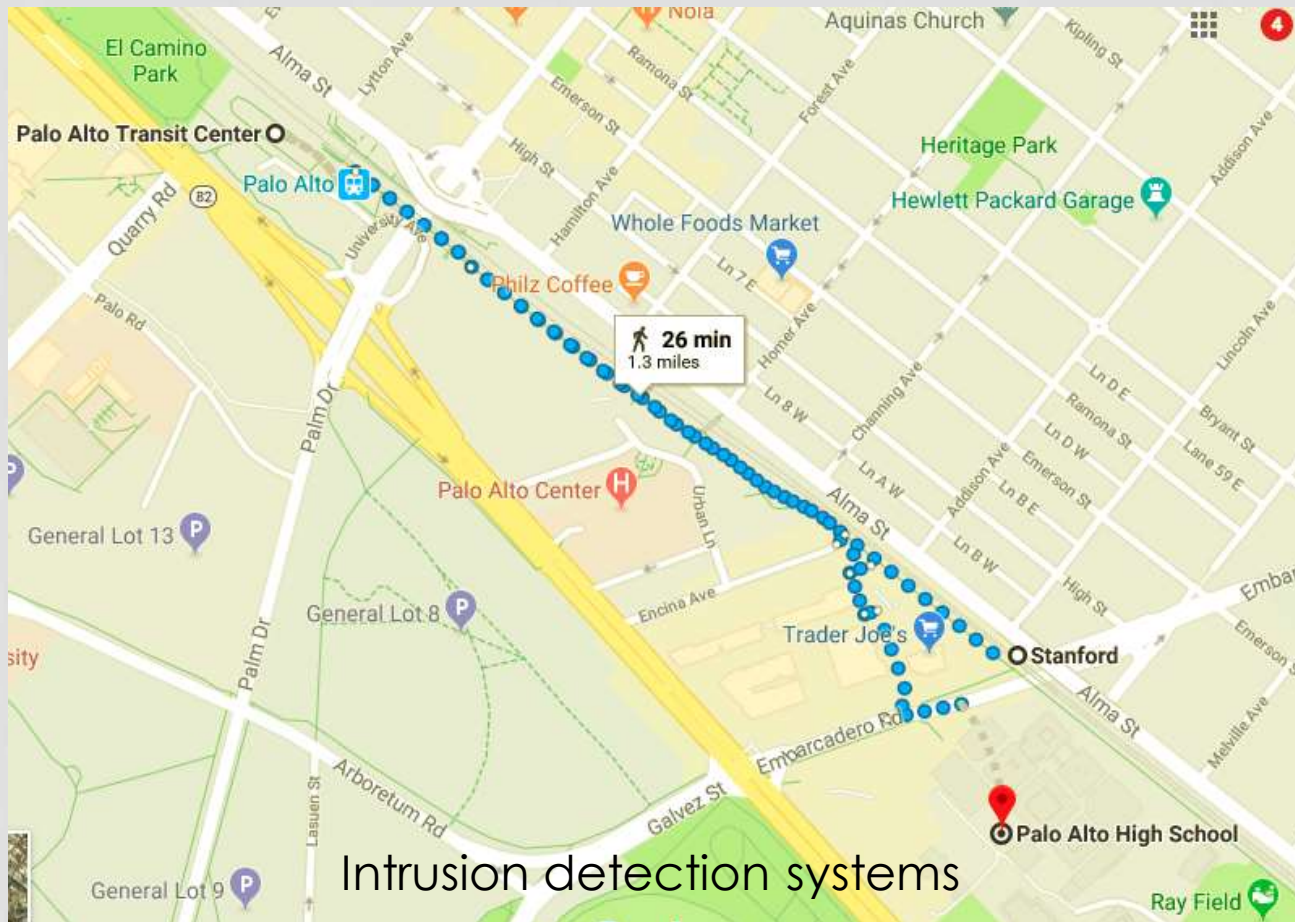 Nola
Aquinas Church
4
Kipling St
El Camino
Park
Alma St
Lytton Ave
Ramona St
Emerson St
Forest Ave
Addison Ave
Palo Alto Transit Center
High St
Heritage Park
Palo Alto
82
Quarry Rd
University Ave
Hamilton Ave
Hewlett Packard Garage
Whole Foods Market
Ln 7 E
Philz Coffee
Palo Rd
26 min
1.3 miles
Homer Ave
Lincoln Ave
Ln D E
Bryant St
Ramona St
Ln 8 W
Channing Ave
Ln D W
Lane 59 E
Palm Dr
Emerson St
Palo Alto Center
H
Urban Ln
Ln A W
Addison Ave
Ln B E
P
Alma St
General Lot 13
P
Ln B W
High St
Embar
Encina Ave
General Lot 8
P
Trader Joe's
Emerson S
sity
Stanford
Palm Dr
Alma St
Melville Ave
Embarcadero Rd
Arboretum Rd
Lasuen St
Galvez St
Palo Alto High School
Intrusion detection systems
General Lot 9
P
Ray Field